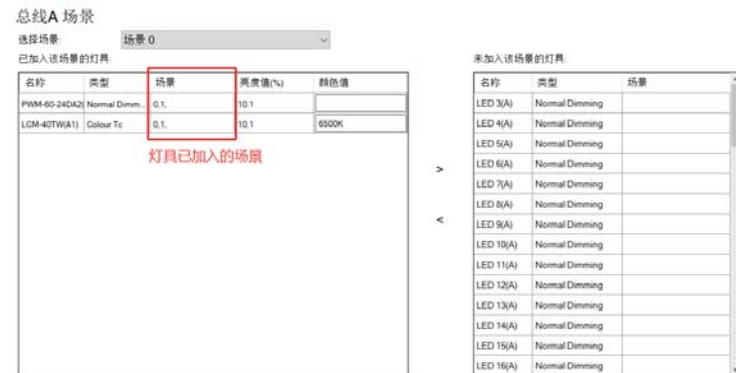 总线A 场景
选择场景:
场景 0
已加入该场景的灯具:
名称 类型 场景 亮度值(%) 颜色值
PWM-60-24DA2( Normal Dimm... 0,1, 10.1
LCM-40TW(A1) Colour Tc 0,1, 10.1 6500K
灯具已加入的场景
>
<
未加入该场景的灯具:
名称 类型 场景
LED 3(A) Normal Dimming
LED 4(A) Normal Dimming
LED 5(A) Normal Dimming
LED 6(A) Normal Dimming
LED 7(A) Normal Dimming
LED 8(A) Normal Dimming
LED 9(A) Normal Dimming
LED 10(A) Normal Dimming
LED 11(A) Normal Dimming
LED 12(A) Normal Dimming
LED 13(A) Normal Dimming
LED 14(A) Normal Dimming
LED 15(A) Normal Dimming
LED 16(A) Normal Dimming